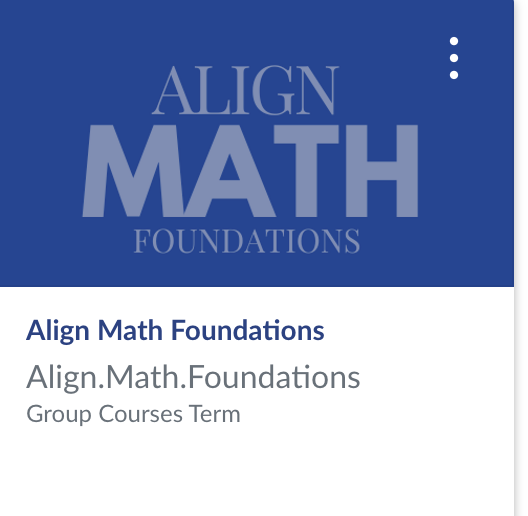 ALIGN
MATH
FOUNDATIONS
Align Math Foundations
Align.Math.Foundations
Group Courses Term